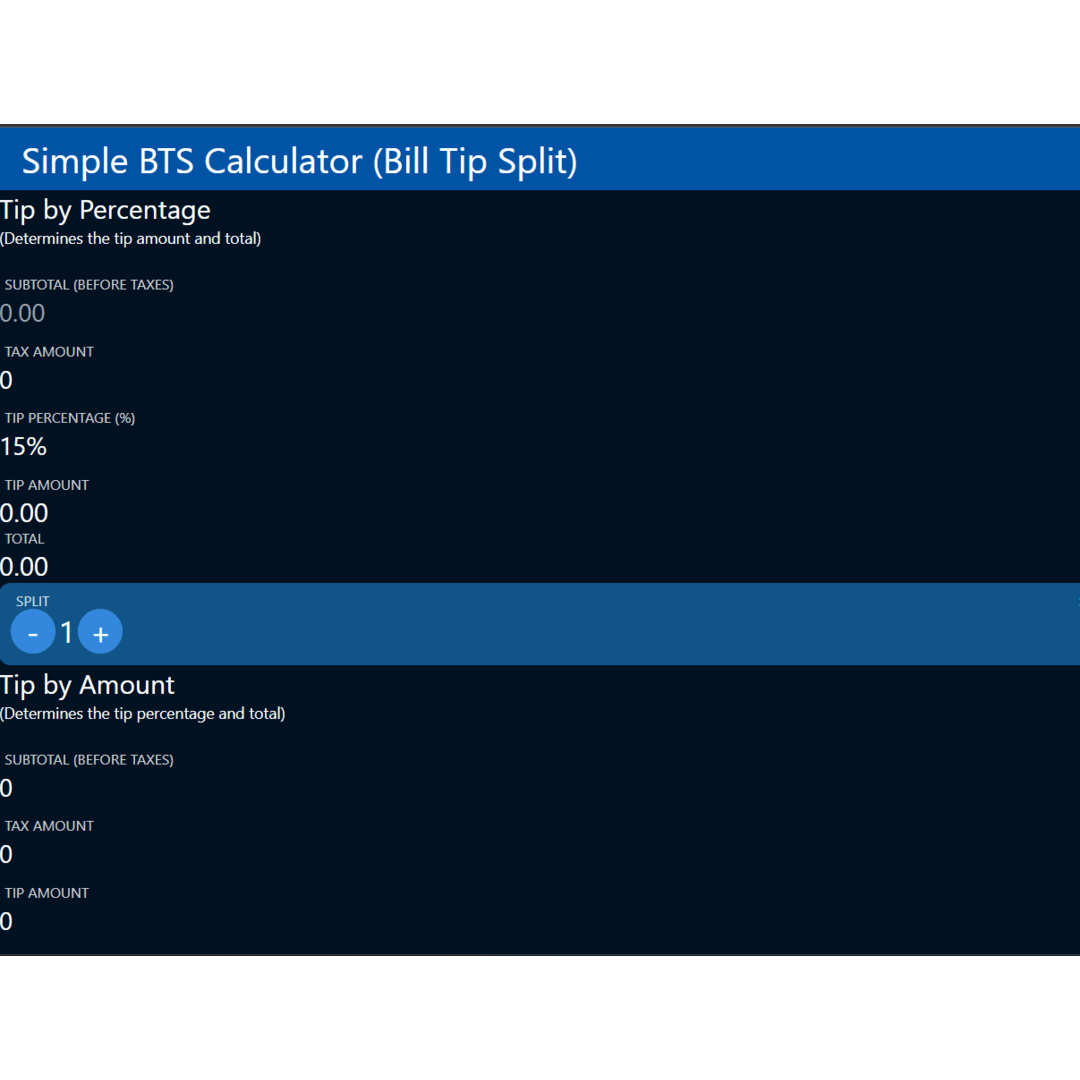 Simple BTS Calculator (Bill Tip Split)
Tip by Percentage
(Determines the tip amount and total)
SUBTOTAL (BEFORE TAXES)
0.00
TAX AMOUNT
0
TIP PERCENTAGE (%)
15%
TIP AMOUNT
0.00
TOTAL
0.00
SPLIT
- 1 +
Tip by Amount
(Determines the tip percentage and total)
SUBTOTAL (BEFORE TAXES)
0
TAX AMOUNT
0
TIP AMOUNT
0